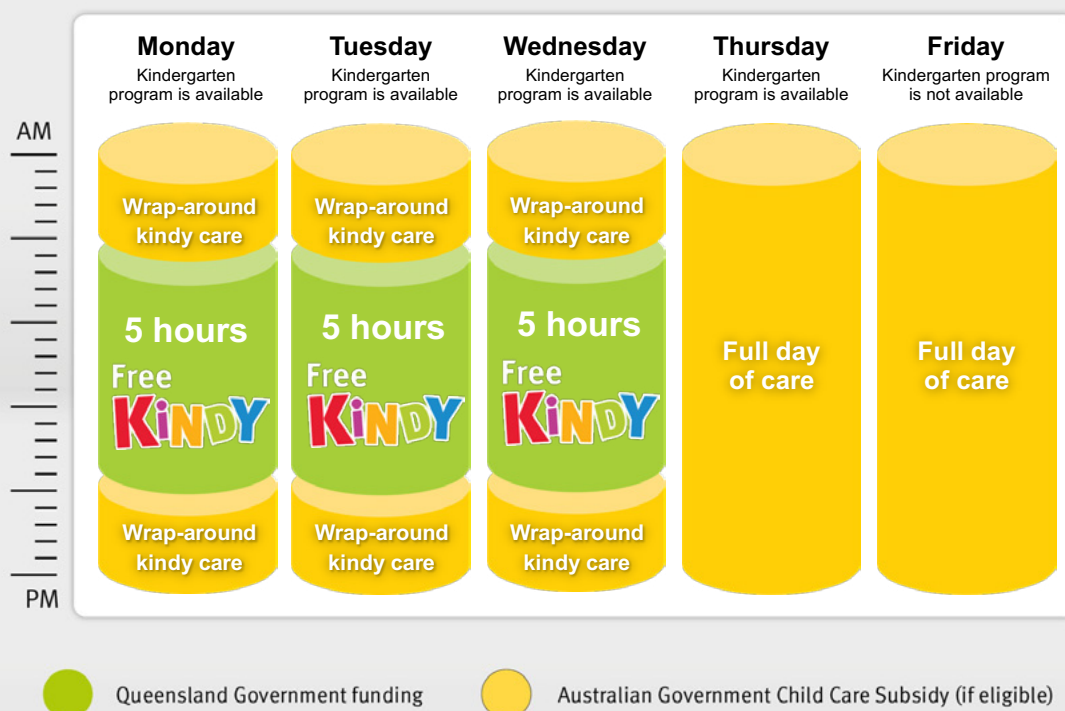 Monday
Kindergarten
program is available
Tuesday
Kindergarten
program is available
Wednesday
Kindergarten
program is available
Thursday
Kindergarten
program is available
Friday
Kindergarten program
is not available
AM
PM
Wrap-around
kindy care
5 hours
Free
KiNDY
Wrap-around
kindy care
Wrap-around
kindy care
5 hours
Free
KiNDY
Wrap-around
kindy care
Wrap-around
kindy care
5 hours
Free
KiNDY
Wrap-around
kindy care
Full day
of care
Full day
of care
Queensland Government funding
Australian Government Child Care Subsidy (if eligible)